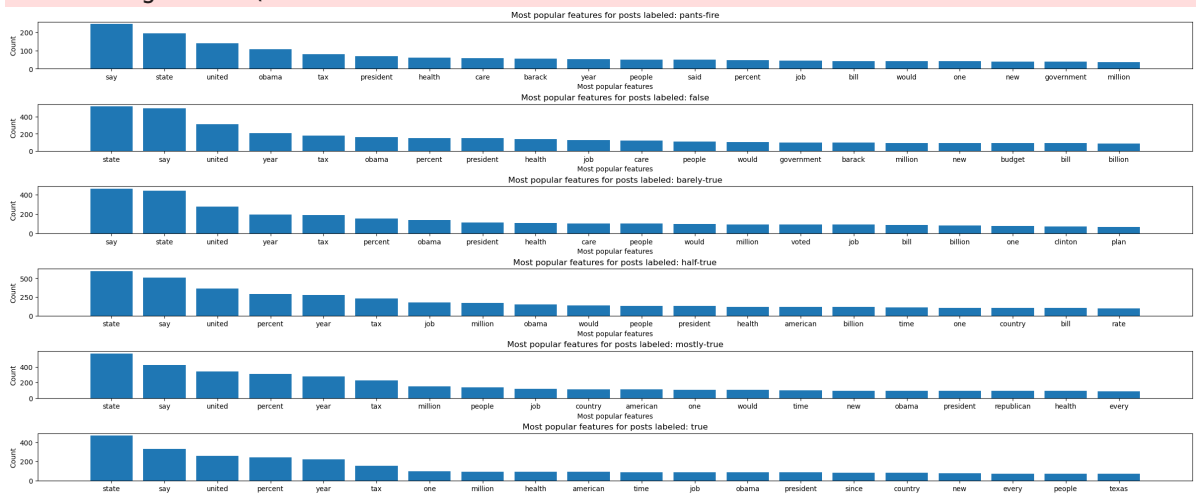 Most popular features for posts labeled: pants-fire
200
100
0
Count
say state united obama tax president health care barack year people said percent job bill would one new government million
Most popular features
Most popular features for posts labeled: false
400
200
0
Count
state say united year tax obama percent president health job care people would government barack million new budget bill billion
Most popular features
Most popular features for posts labeled: barely-true
400
200
0
Count
say state united year tax percent obama president health care people would million voted job bill billion one clinton plan
Most popular features
Most popular features for posts labeled: half-true
500
250
0
Count
state say united percent year tax job million obama would people president health american billion time one country bill rate
Most popular features
Most popular features for posts labeled: mostly-true
400
200
0
Count
state say united percent year tax million people job country american one would time new obama president republican health every
Most popular features
Most popular features for posts labeled: true
400
200
0
Count
state say united percent year tax one million health american time job obama president since country new every people texas